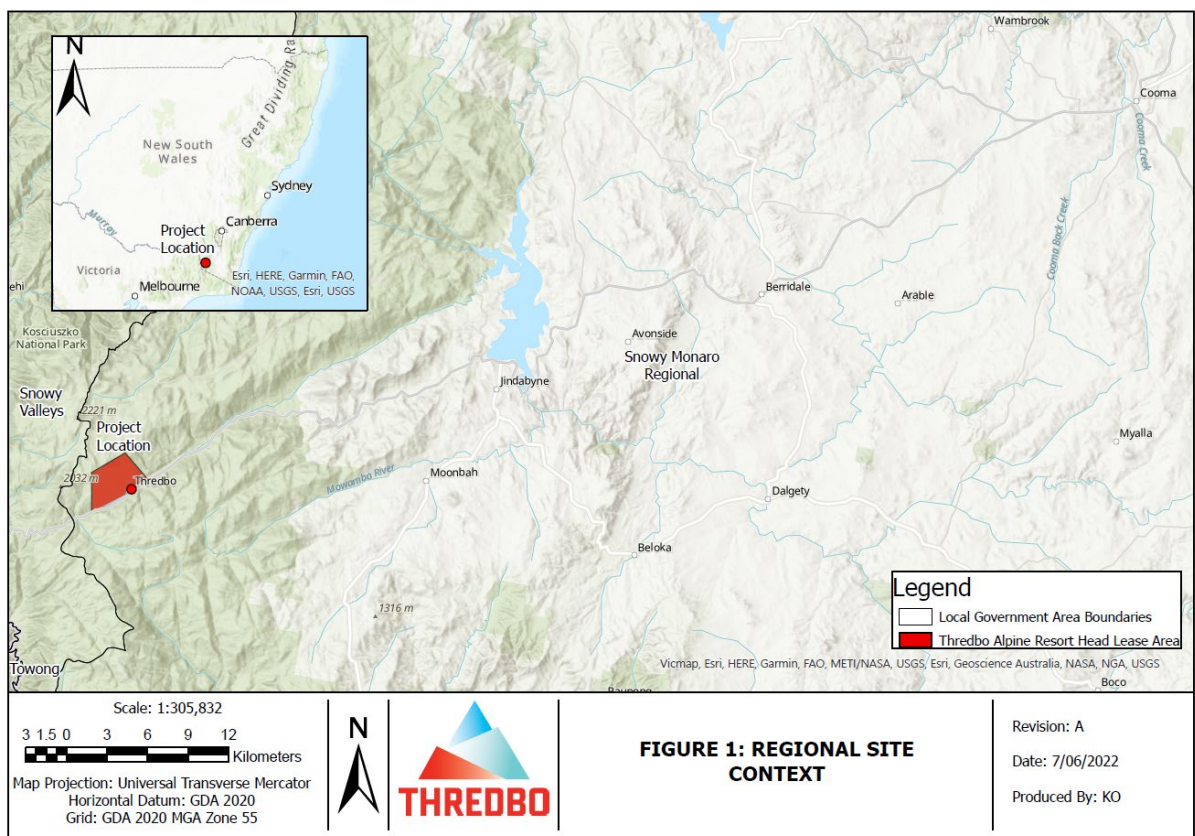 N
Great Dividing Ra
New South
Wales
Sydney
Murray
Canberra
Project
Location
Victoria
Melbourne
Esri, HERE, Garmin, FAO,
NOAA, USGS, Esri, USGS
Wambrook
Cooma
Cooma Creek
Cooma Back Creek
ehi
Berridale
Arable
Kosciuszko
National Park
Avonside
Snowy Monaro
Regional
Snowy
Valleys
Jindabyne
2221 m
Project
Location
Myalla
2032 m
Thredbo
Mowamba River
Moonbah
Dalgety
Beloka
1316 m
Legend
Local Government Area Boundaries
Thredbo Alpine Resort Head Lease Area
Towong
Vicmap, Esri, HERE, Garmin, FAO, METI/NASA, USGS, Esri, Geoscience Australia, NASA, NGA, USGS
Boco
Scale: 1:305,832
3 1.5 0 3 6 9 12
Kilometers
Map Projection: Universal Transverse Mercator
Horizontal Datum: GDA 2020
Grid: GDA 2020 MGA Zone 55
N
THREDBO
FIGURE 1: REGIONAL SITE
CONTEXT
Revision: A
Date: 7/06/2022
Produced By: KO